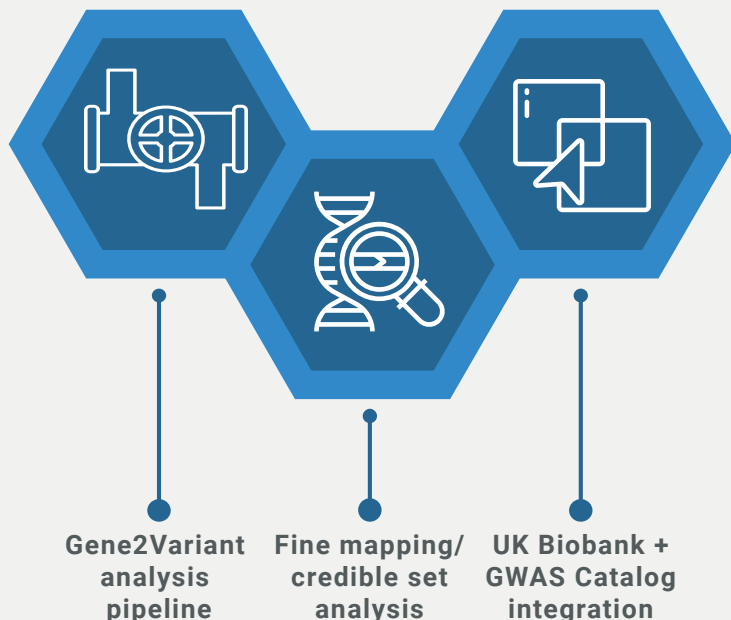 Gene2Variant
analysis
pipeline
Fine mapping/
credible set
analysis
UK Biobank +
GWAS Catalog
integration